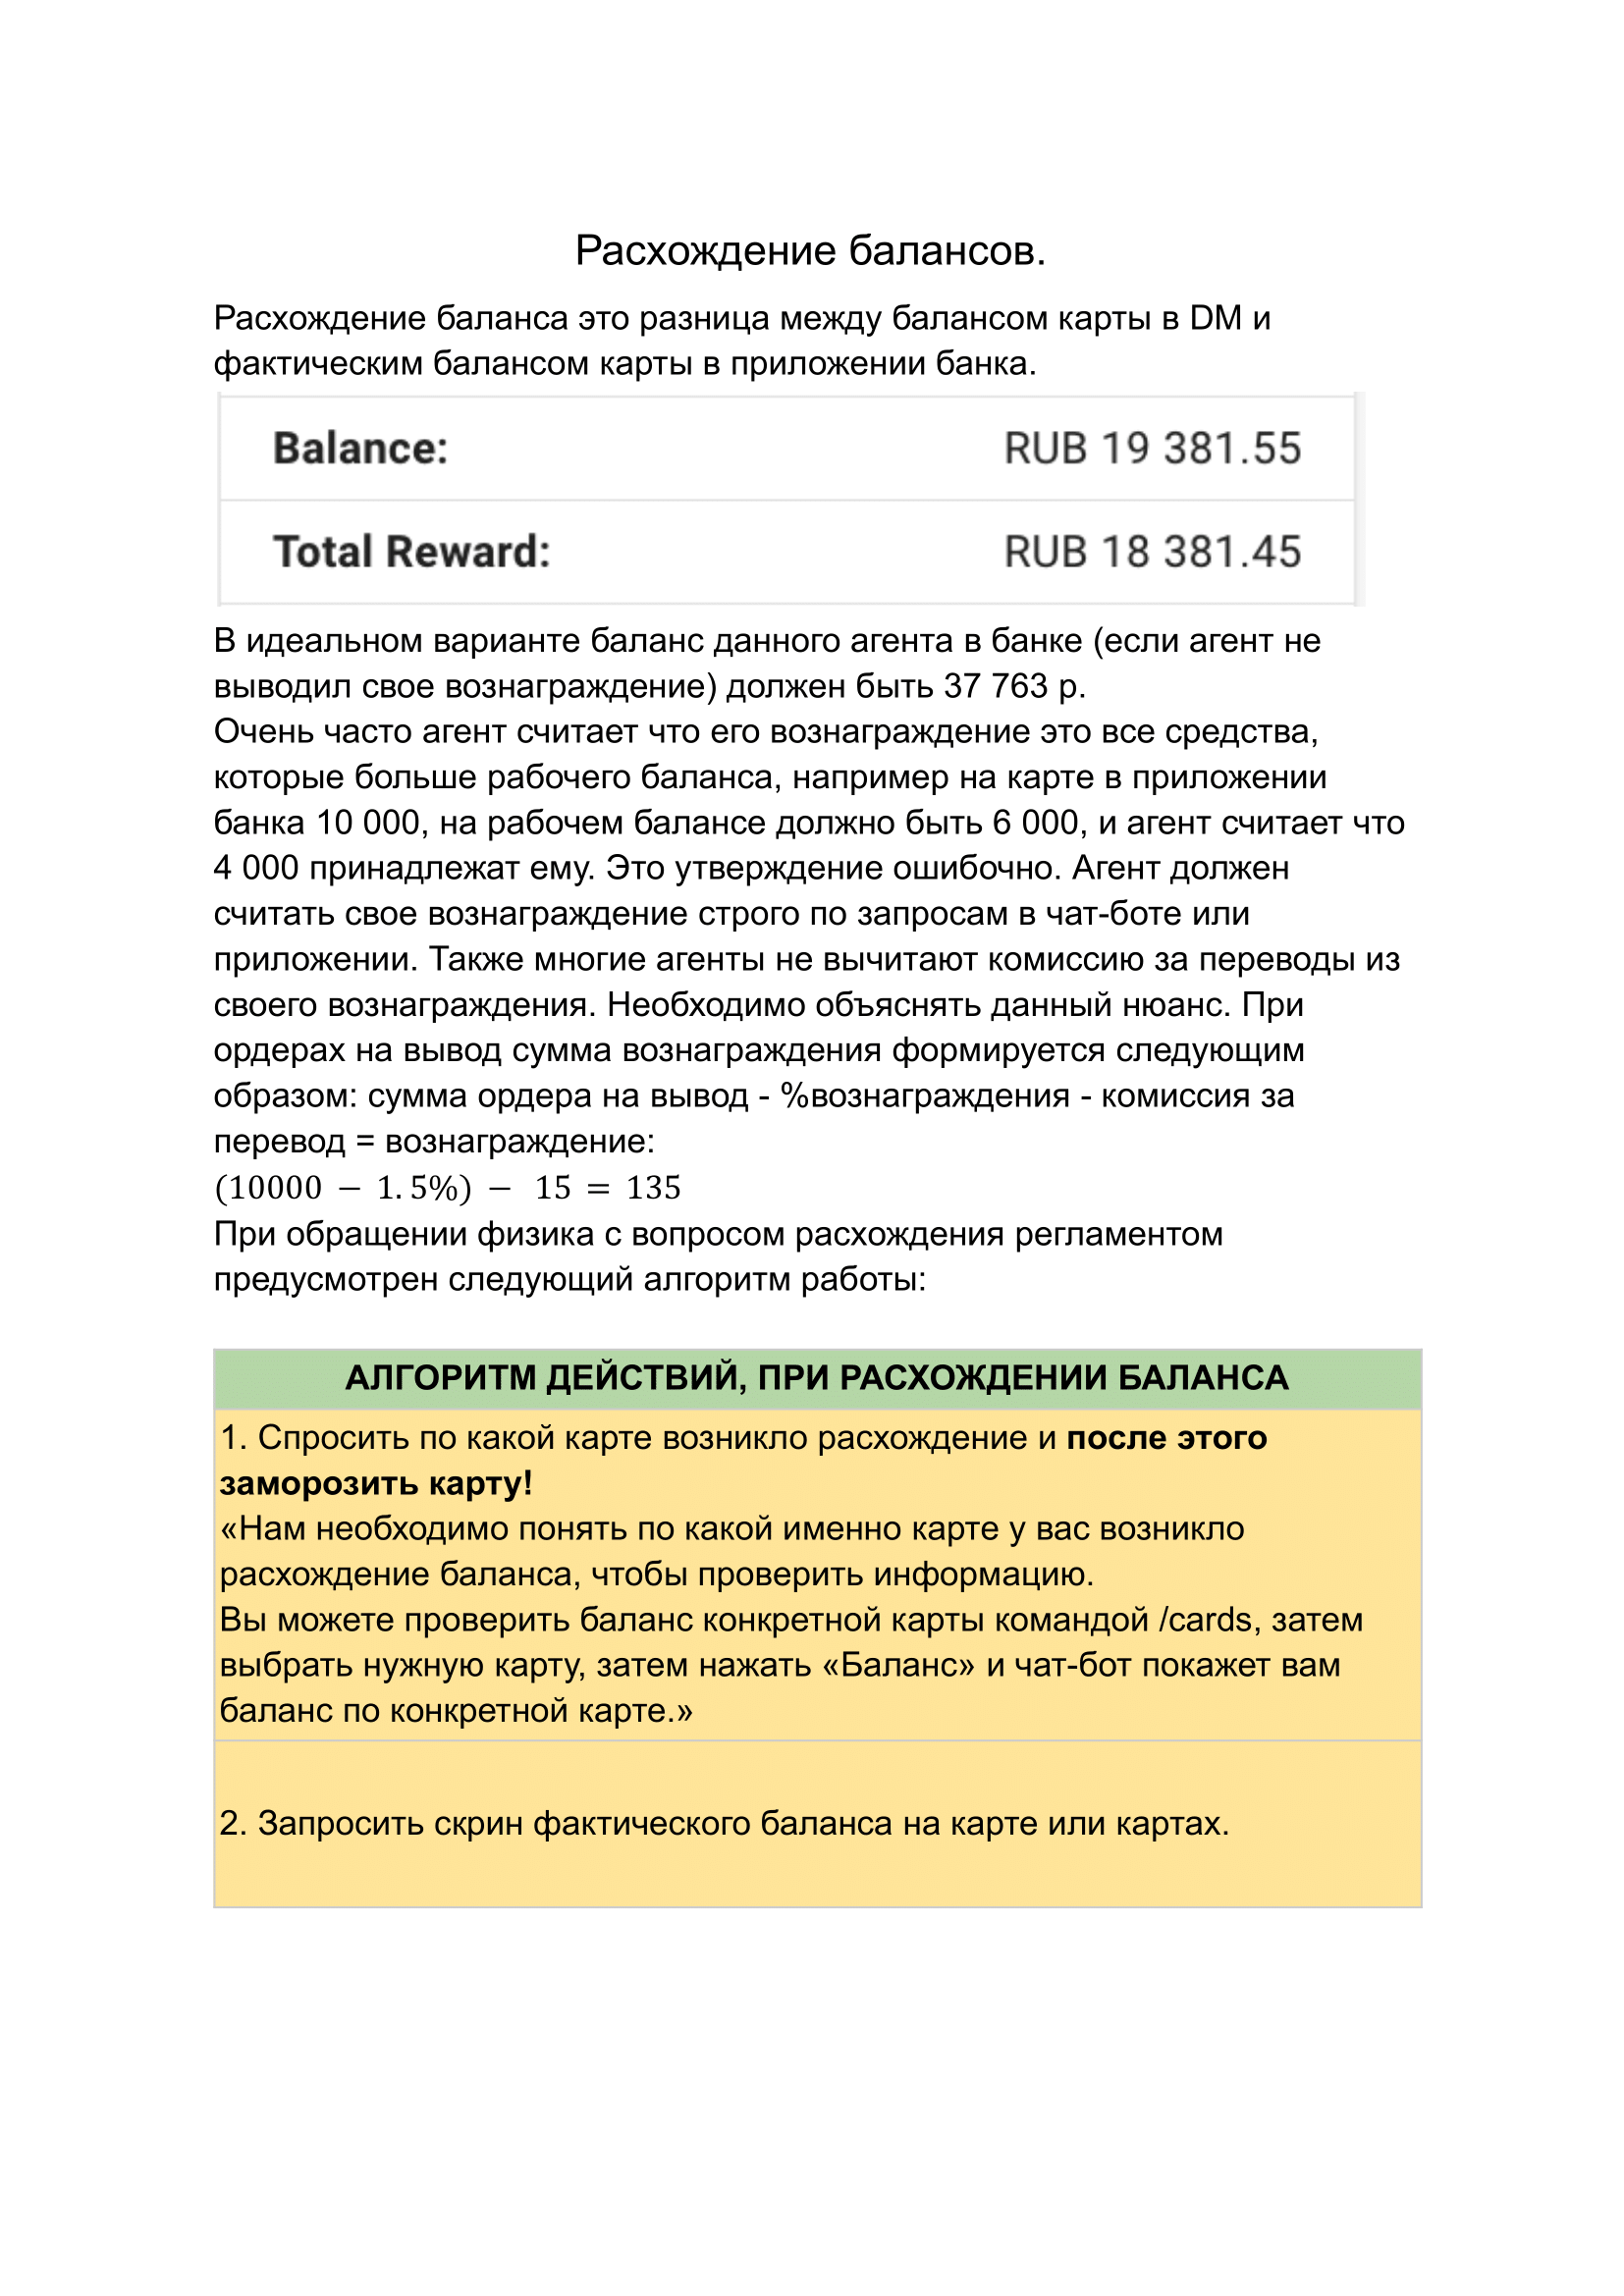 Расхождение балансов.
Расхождение баланса это разница между балансом карты в DM и
фактическим балансом карты в приложении банка.
Balance: RUB 19 381.55
Total Reward: RUB 18 381.45
В идеальном варианте баланс данного агента в банке (если агент не
выводил свое вознаграждение) должен быть 37 763 р.
Очень часто агент считает что его вознаграждение это все средства,
которые больше рабочего баланса, например на карте в приложении
банка 10 000, на рабочем балансе должно быть 6 000, и агент считает что
4 000 принадлежат ему. Это утверждение ошибочно. Агент должен
считать свое вознаграждение строго по запросам в чат-боте или
приложении. Также многие агенты не вычитают комиссию за переводы из
своего вознаграждения. Необходимо объяснять данный нюанс. При
ордерах на вывод сумма вознаграждения формируется следующим
образом: сумма ордера на вывод - %вознаграждения - комиссия за
перевод = вознаграждение:
(10000 − 1.5%) − 15 = 135
При обращении физика с вопросом расхождения регламентом
предусмотрен следующий алгоритм работы:
АЛГОРИТМ ДЕЙСТВИЙ, ПРИ РАСХОЖДЕНИИ БАЛАНСА
1. Спросить по какой карте возникло расхождение и после этого
заморозить карту!
«Нам необходимо понять по какой именно карте у вас возникло
расхождение баланса, чтобы проверить информацию.
Вы можете проверить баланс конкретной карты командой /cards, затем
выбрать нужную карту, затем нажать «Баланс» и чат-бот покажет вам
баланс по конкретной карте.»
2. Запросить скрин фактического баланса на карте или картах.